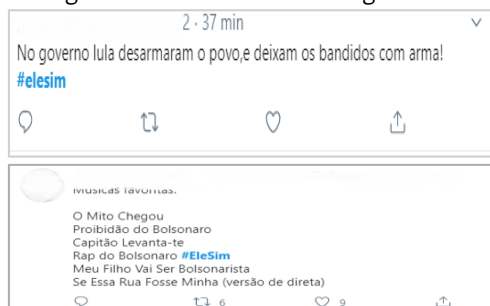 2 · 37 min
No governo lula desarmaram o povo,e deixam os bandidos com arma!
#elesim
Musicas favoritas:
O Mito Chegou
Proibidão do Bolsonaro
Capitão Levanta-te
Rap do Bolsonaro #EleSim
Meu Filho Vai Ser Bolsonarista
Se Essa Rua Fosse Minha (versão de direta)
6 9